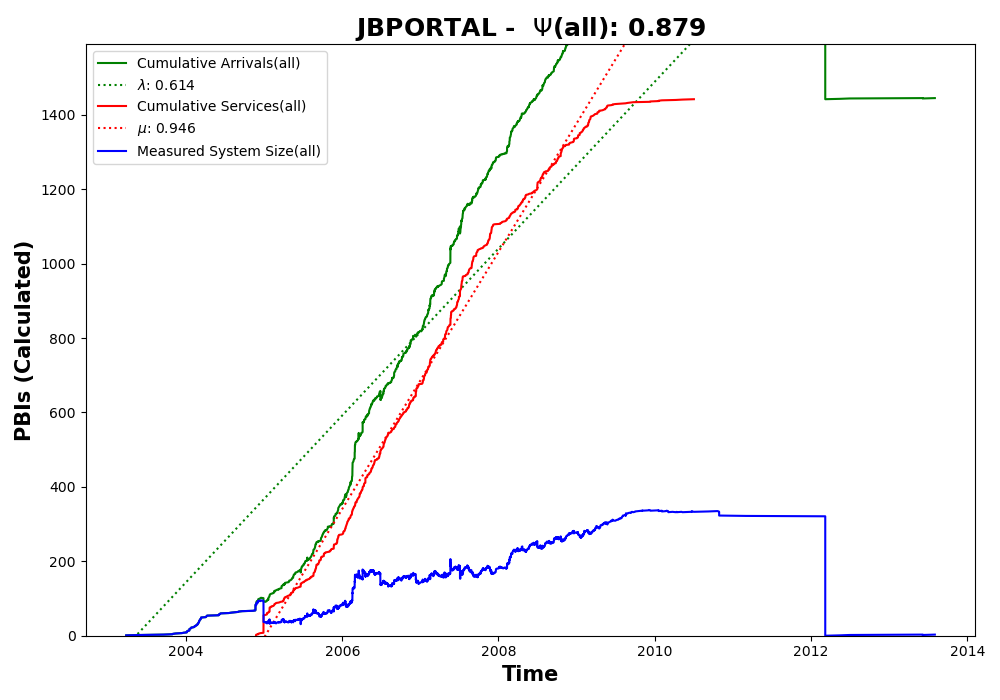 JBPORTAL - Ψ(all): 0.879
Cumulative Arrivals(all)
λ: 0.614
Cumulative Services(all)
μ: 0.946
Measured System Size(all)
PBIs (Calculated)
1400
1200
1000
800
600
400
200
0
2004 2006 2008 2010 2012 2014
Time